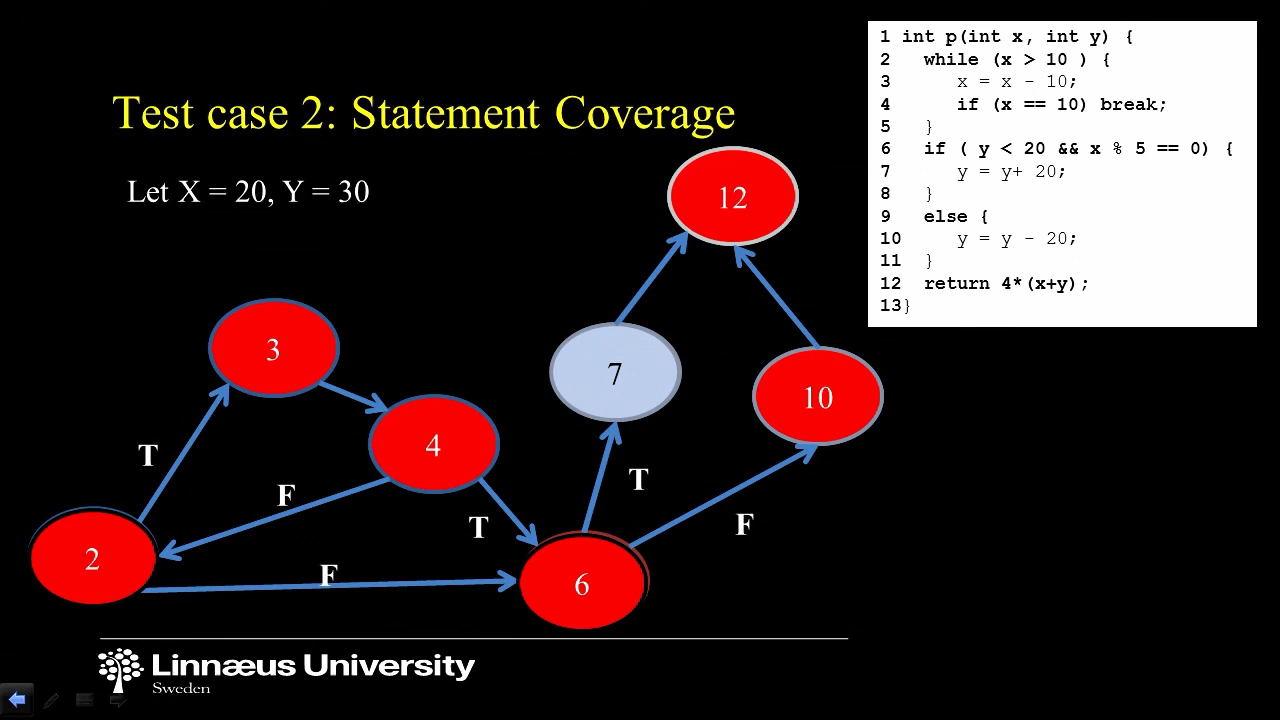 Test case 2: Statement Coverage
Let X = 20, Y = 30
1 int p(int x, int y) {
2   while (x > 10 ) {
3      x = x - 10;
4      if (x == 10) break;
5   }
6   if ( y < 20 && x % 5 == 0) {
7      y = y+ 20;
8   }
9   else {
10     y = y - 20;
11  }
12  return 4*(x+y);
13}
12
3
7
10
4
T
F
T
T
F
2
F
6
Linnæus University
Sweden